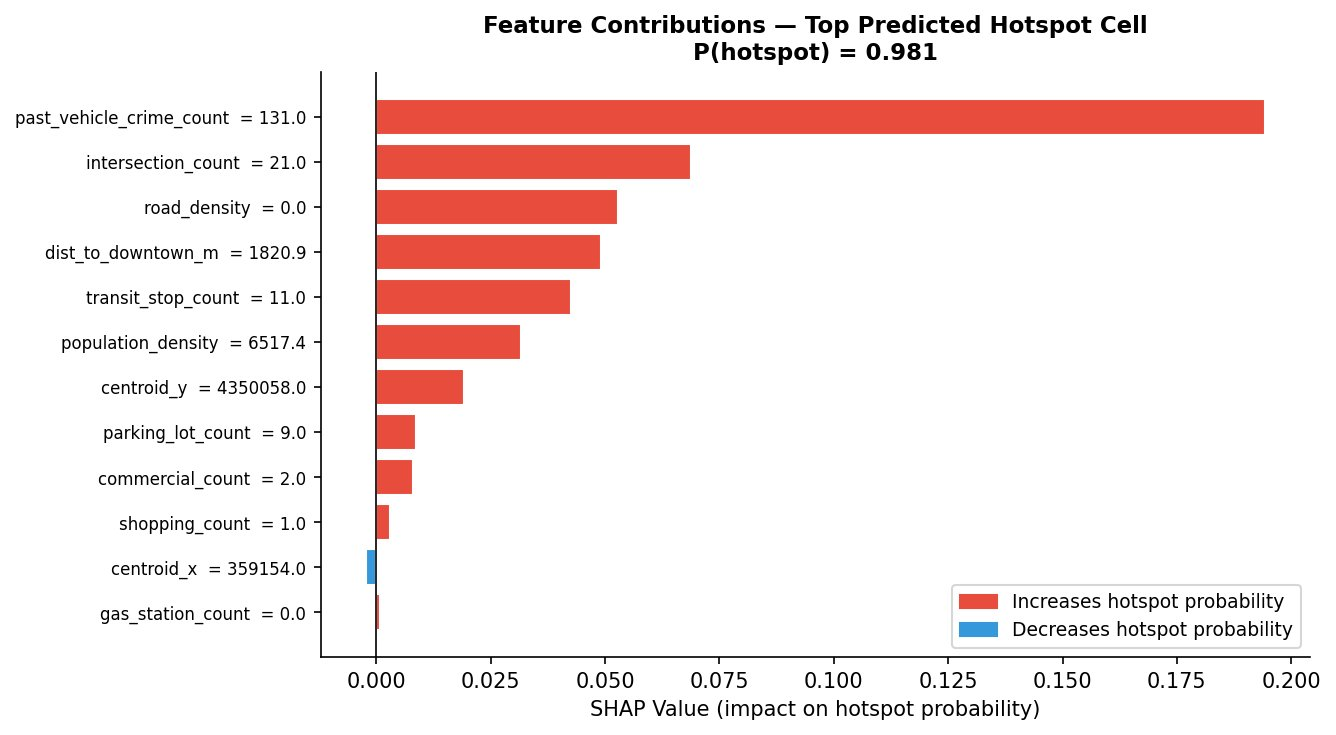 Feature Contributions — Top Predicted Hotspot Cell
P(hotspot) = 0.981
past_vehicle_crime_count = 131.0
intersection_count = 21.0
road_density = 0.0
dist_to_downtown_m = 1820.9
transit_stop_count = 11.0
population_density = 6517.4
centroid_y = 4350058.0
parking_lot_count = 9.0
commercial_count = 2.0
shopping_count = 1.0
centroid_x = 359154.0
gas_station_count = 0.0
Increases hotspot probability
Decreases hotspot probability
0.000 0.025 0.050 0.075 0.100 0.125 0.150 0.175 0.200
SHAP Value (impact on hotspot probability)